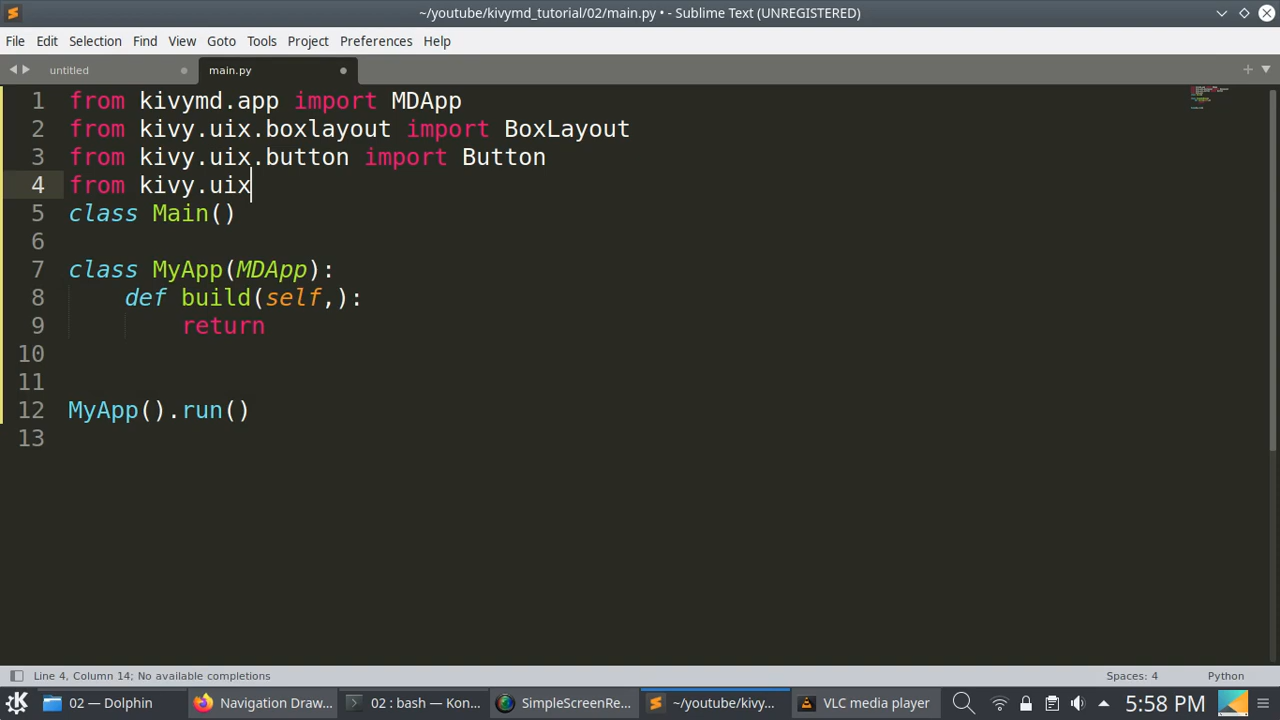 ~/youtube/kivymd_tutorial/02/main.py • - Sublime Text (UNREGISTERED)
File Edit Selection Find View Goto Tools Project Preferences Help
untitled main.py
1 from kivymd.app import MDApp
2 from kivy.uix.boxlayout import BoxLayout
3 from kivy.uix.button import Button
4 from kivy.uix
5 class Main()
6
7 class MyApp(MDApp):
8 def build(self,):
9 return
10
11
12 MyApp().run()
13
Line 4, Column 14; No available completions Spaces: 4 Python
02 — Dolphin Navigation Draw... 02 : bash — Kon... SimpleScreenRe... ~/youtube/kivy... VLC media player 5:58 PM